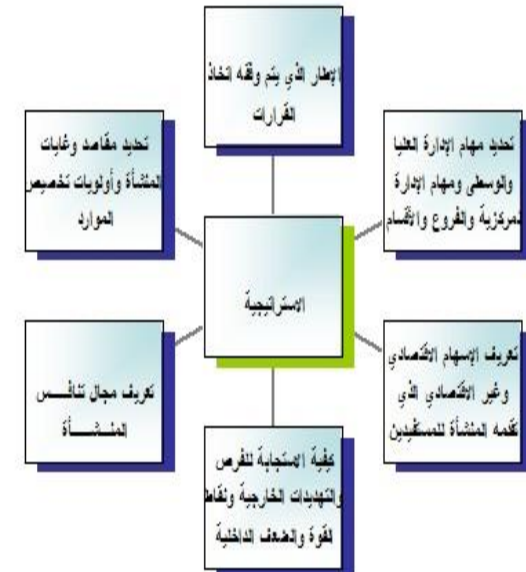 الإطار الذي يتم وفقه اتخاذ
القرارات
تحديد مهام الإدارة العليا
والوسطى ومهام الإدارة
لمركزية والفروع والأقسام
تحديد مقاصد وغايات
المنشأة وأولويات تخصيص
الموارد
الاستراتيجية
تعريف الإسهام الاقتصادي
وغير الاقتصادي الذي
تقدمه المنشأة للمستفيدين
تعريف مجال تنافس
المنشأة
كيفية الاستجابة للفرص
والتهديدات الخارجية ونقاط
القوة والضعف الداخلية